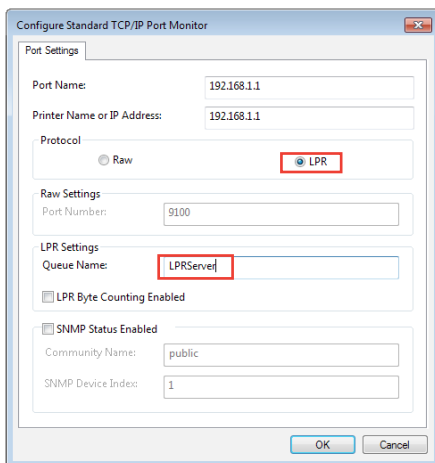 Configure Standard TCP/IP Port Monitor
Port Settings
Port Name: 192.168.1.1
Printer Name or IP Address: 192.168.1.1
Protocol
Raw LPR
Raw Settings
Port Number: 9100
LPR Settings
Queue Name: LPRServer
LPR Byte Counting Enabled
SNMP Status Enabled
Community Name: public
SNMP Device Index: 1
OK Cancel